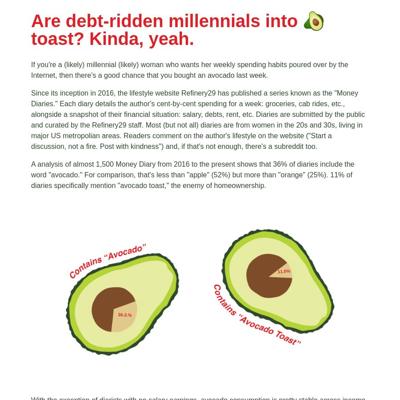 Are debt-ridden millennials into 🥑
toast? Kinda, yeah.
If you're a (likely) millennial (likely) woman who wants her weekly spending habits poured over by the
Internet, then there's a good chance that you bought an avocado last week.
Since its inception in 2016, the lifestyle website Refinery29 has published a series known as the "Money
Diaries." Each diary details the author's cent-by-cent spending for a week: groceries, cab rides, etc.,
alongside a snapshot of their financial situation: salary, debts, rent, etc. Diaries are submitted by the public
and curated by the Refinery29 staff. Most (but not all) diaries are from women in the 20s and 30s, living in
major US metropolian areas. Readers comment on the author's lifestyle on the website ("Start a
discussion, not a fire. Post with kindness") and, if that's not enough, there's a subreddit too.
A analysis of almost 1,500 Money Diary from 2016 to the present shows that 36% of diaries include the
word "avocado." For comparison, that's less than "apple" (52%) but more than "orange" (25%). 11% of
diaries specifically mention "avocado toast," the enemy of homeownership.
Contains "Avocado"
36.0.%
Contains "Avocado Toast"
11.0%
With the exception of diarists with no salary earnings, avocado consumption is pretty stable across income